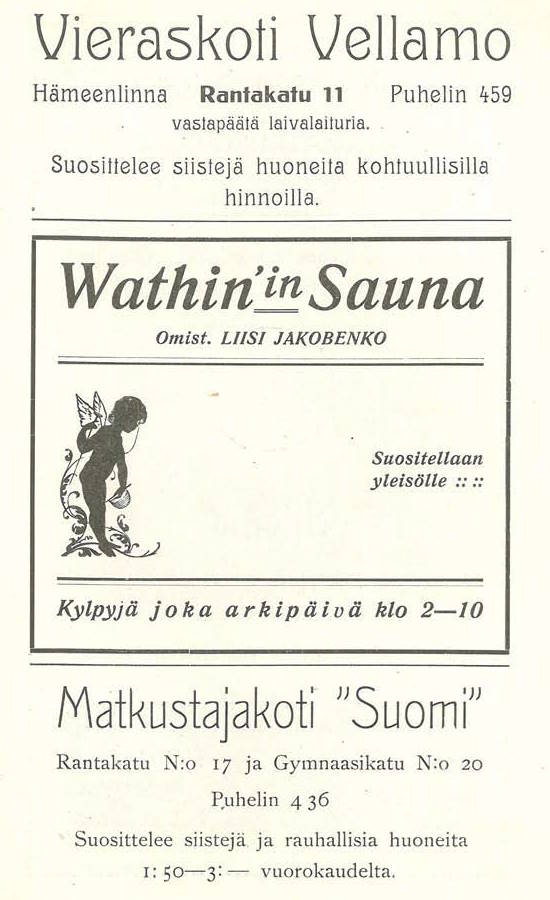 Vieraskoti Vellamo
Hämeenlinna Rantakatu 11 Puhelin 459
vastapäätä laivalaituria.
Suosittelee siistejä huoneita kohtuullisilla
hinnoilla.
Wathin'in Sauna
Omist. LIISI JAKOBENKO
Suositellaan
yleisölle :: ::
Kylpyjä joka arkipäivä klo 2—10
Matkustajakoti "Suomi"
Rantakatu N:o 17 ja Gymnaasikatu N:o 20
Puhelin 4 36
Suosittelee siistejä ja rauhallisia huoneita
1: 50—3: — vuorokaudelta.